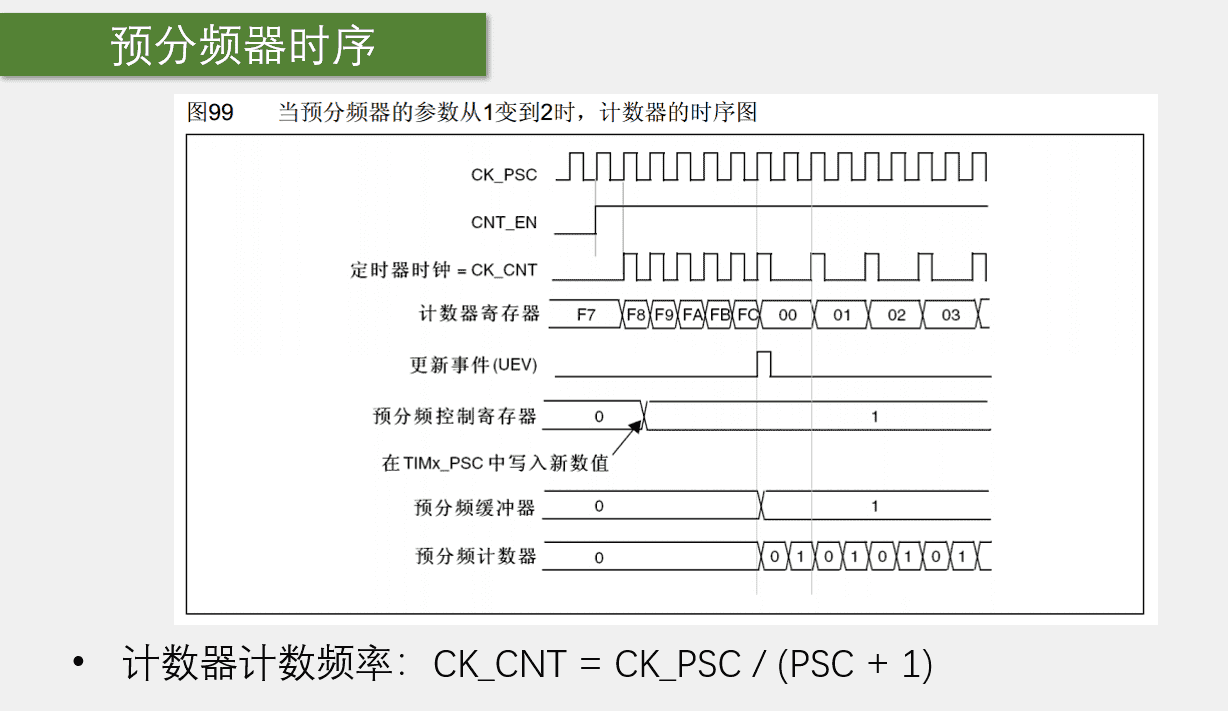 预分频器时序
图99 当预分频器的参数从1变到2时，计数器的时序图
CK_PSC
CNT_EN
定时器时钟 = CK_CNT
计数器寄存器 F7 F8 F9 FA FB FC 00 01 02 03
更新事件(UEV)
预分频控制寄存器 0 1
在TIMx_PSC 中写入新数值
预分频缓冲器 0 1
预分频计数器 0 0 1 0 1 0 1 0 1
• 计数器计数频率：CK_CNT = CK_PSC / (PSC + 1)